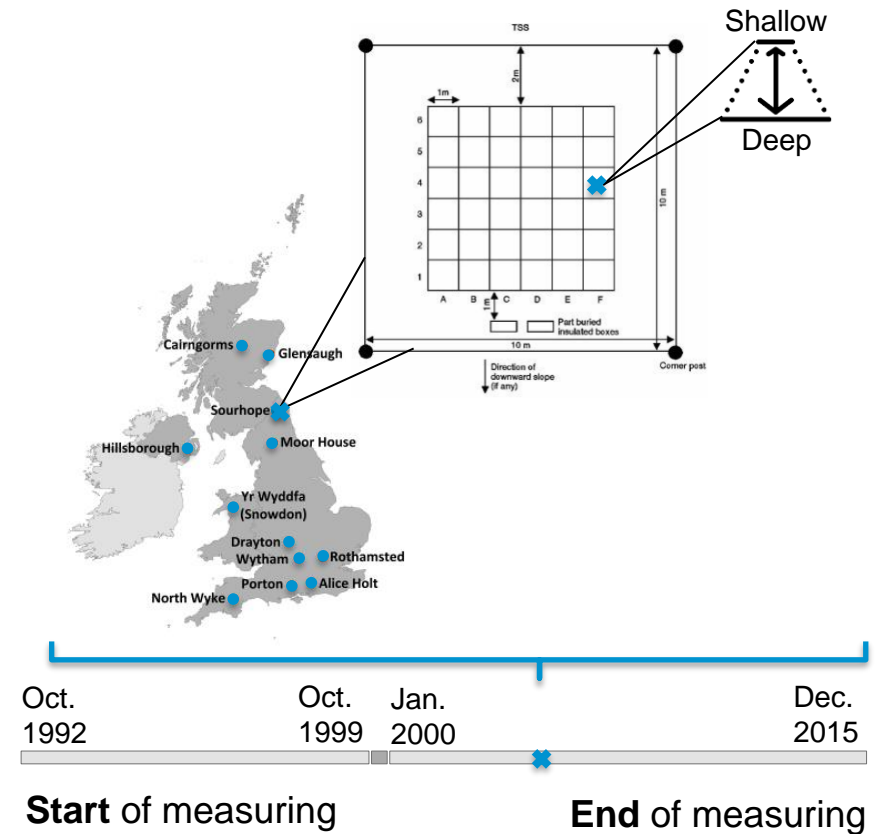 Shallow
Deep
TSS
2m
1m
6
5
4
3
2
1
10 m
A B C D E F
1m
Part buried
insulated boxes
10 m
Direction of
downward slope
(if any)
Corner post
Cairngorms
Glensaugh
Sourhope
Hillsborough
Moor House
Yr Wyddfa
(Snowdon)
Drayton
Wytham
Rothamsted
Porton
Alice Holt
North Wyke
Oct.
1992
Oct.
1999
Jan.
2000
Dec.
2015
Start of measuring
End of measuring